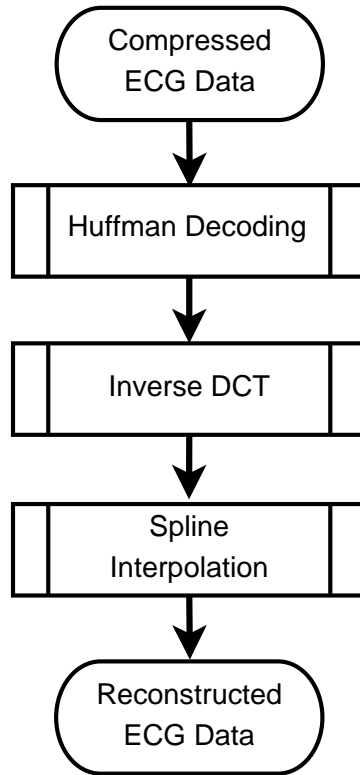 Compressed
ECG Data
Huffman Decoding
Inverse DCT
Spline
Interpolation
Reconstructed
ECG Data